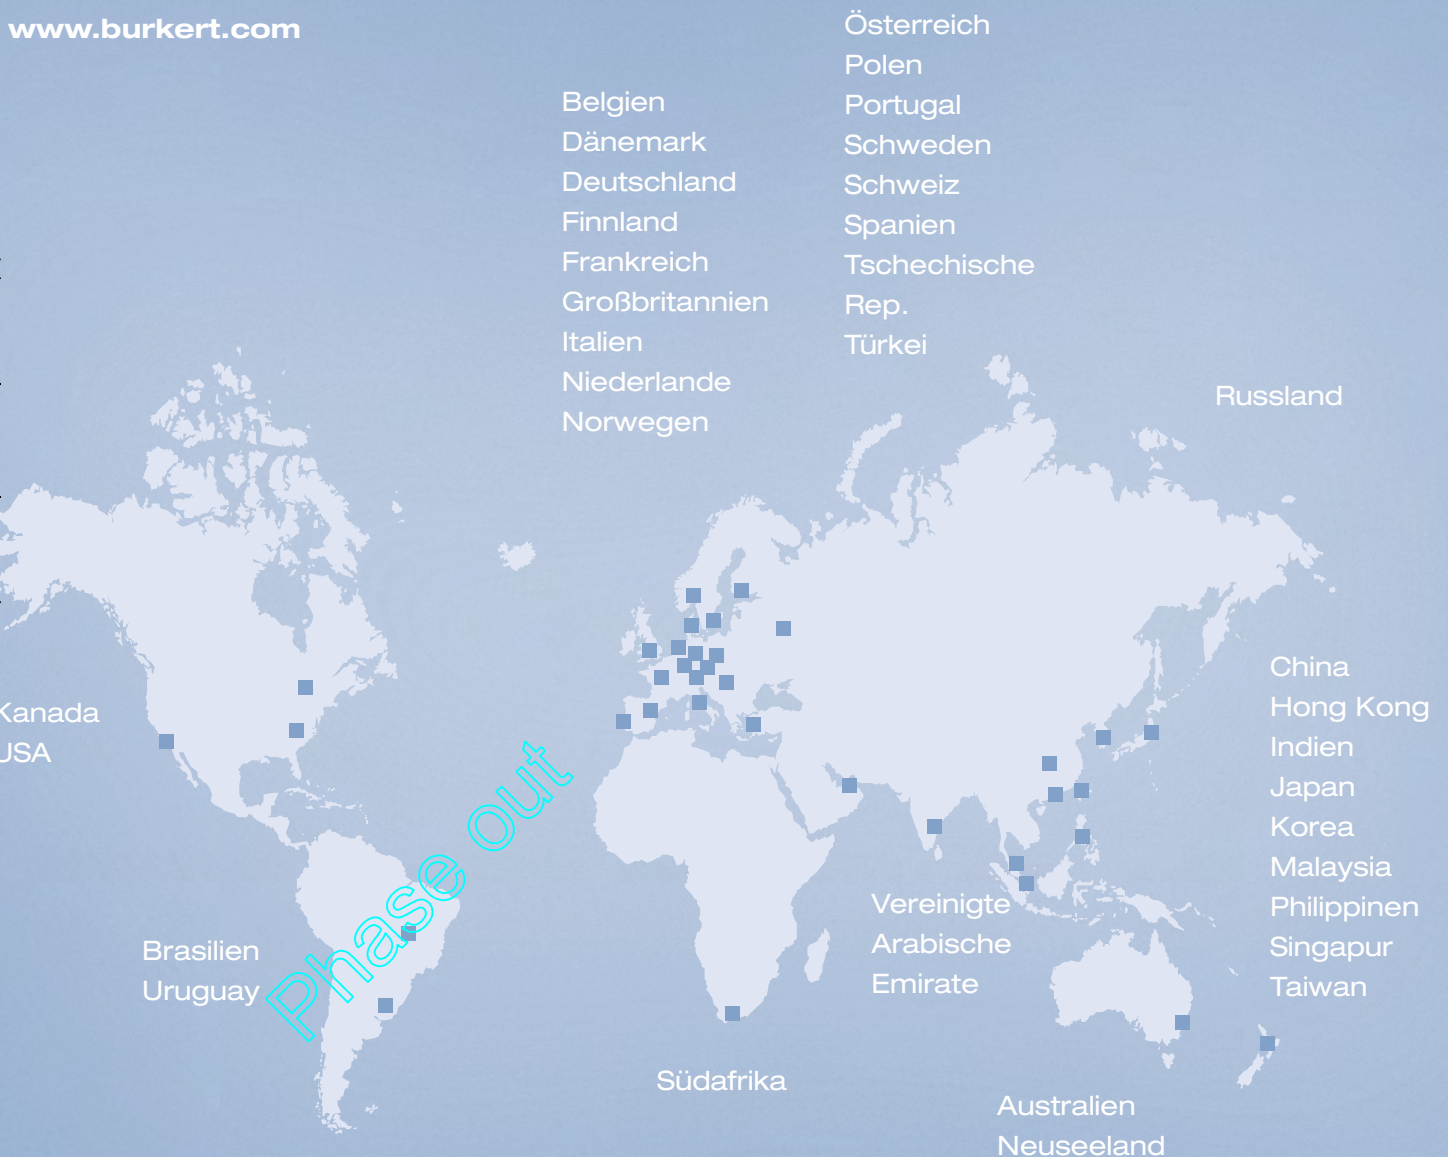 www.burkert.com
Belgien
Dänemark
Deutschland
Finnland
Frankreich
Großbritannien
Italien
Niederlande
Norwegen
Österreich
Polen
Portugal
Schweden
Schweiz
Spanien
Tschechische
Rep.
Türkei
Russland
Kanada
USA
China
Hong Kong
Indien
Japan
Korea
Malaysia
Philippinen
Singapur
Taiwan
Brasilien
Uruguay
Vereinigte
Arabische
Emirate
Südafrika
Australien
Neuseeland
Phase out